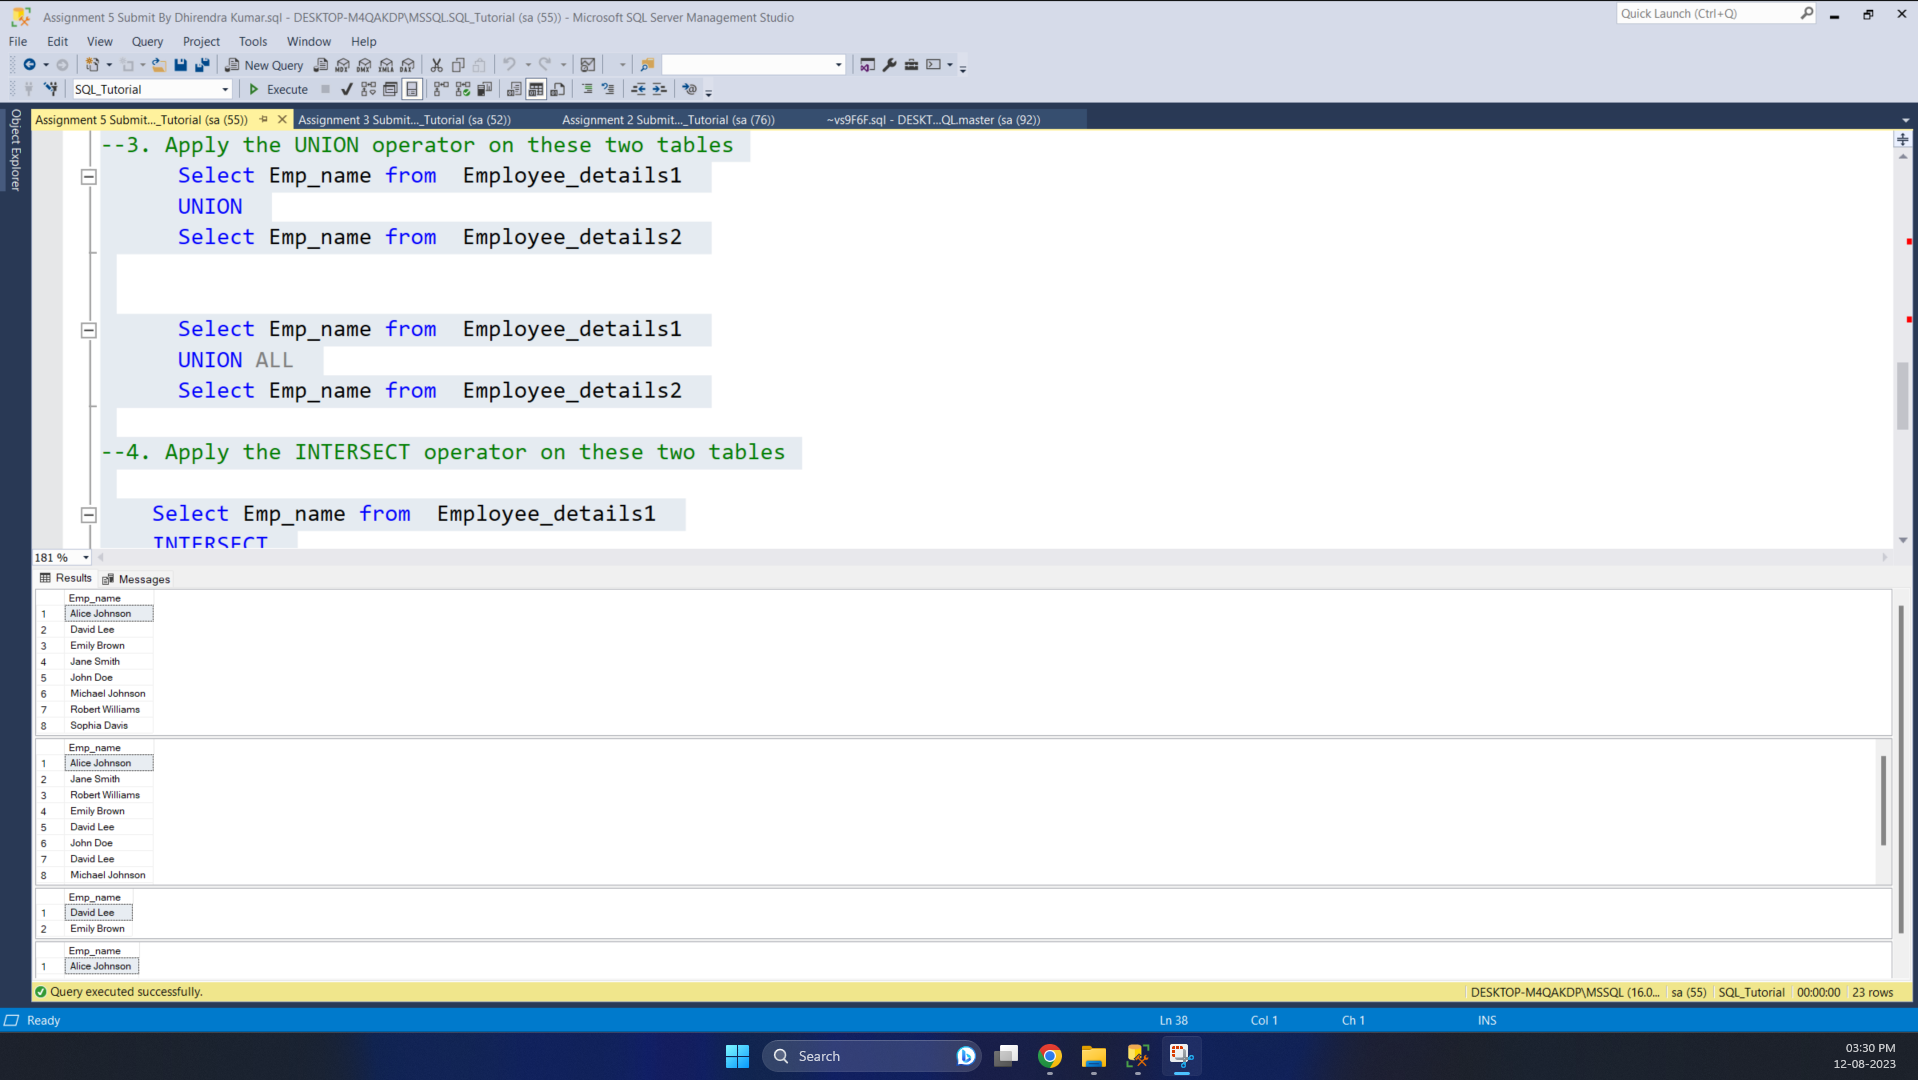 Assignment 5 Submit By Dhirendra Kumar.sql - DESKTOP-M4QAKDP\MSSQL.SQL_Tutorial (sa (55)) - Microsoft SQL Server Management Studio
Quick Launch (Ctrl+Q)
File Edit View Query Project Tools Window Help
New Query
MDX DMX XMLA DAX
SQL_Tutorial
Execute
Object Explorer
Assignment 5 Submit..._Tutorial (sa (55))
Assignment 3 Submit..._Tutorial (sa (52))
Assignment 2 Submit..._Tutorial (sa (76))
~vs9F6F.sql - DESKT...QL.master (sa (92))
--3. Apply the UNION operator on these two tables
Select Emp_name from  Employee_details1
UNION
Select Emp_name from  Employee_details2
Select Emp_name from  Employee_details1
UNION ALL
Select Emp_name from  Employee_details2
--4. Apply the INTERSECT operator on these two tables
Select Emp_name from  Employee_details1
INTERSECT
181 %
Results Messages
Emp_name
1 Alice Johnson
2 David Lee
3 Emily Brown
4 Jane Smith
5 John Doe
6 Michael Johnson
7 Robert Williams
8 Sophia Davis
Emp_name
1 Alice Johnson
2 Jane Smith
3 Robert Williams
4 Emily Brown
5 David Lee
6 John Doe
7 David Lee
8 Michael Johnson
Emp_name
1 David Lee
2 Emily Brown
Emp_name
1 Alice Johnson
Query executed successfully.
DESKTOP-M4QAKDP\MSSQL (16.0... sa (55) SQL_Tutorial 00:00:00 23 rows
Ready
Ln 38 Col 1 Ch 1 INS
Search
03:30 PM
12-08-2023